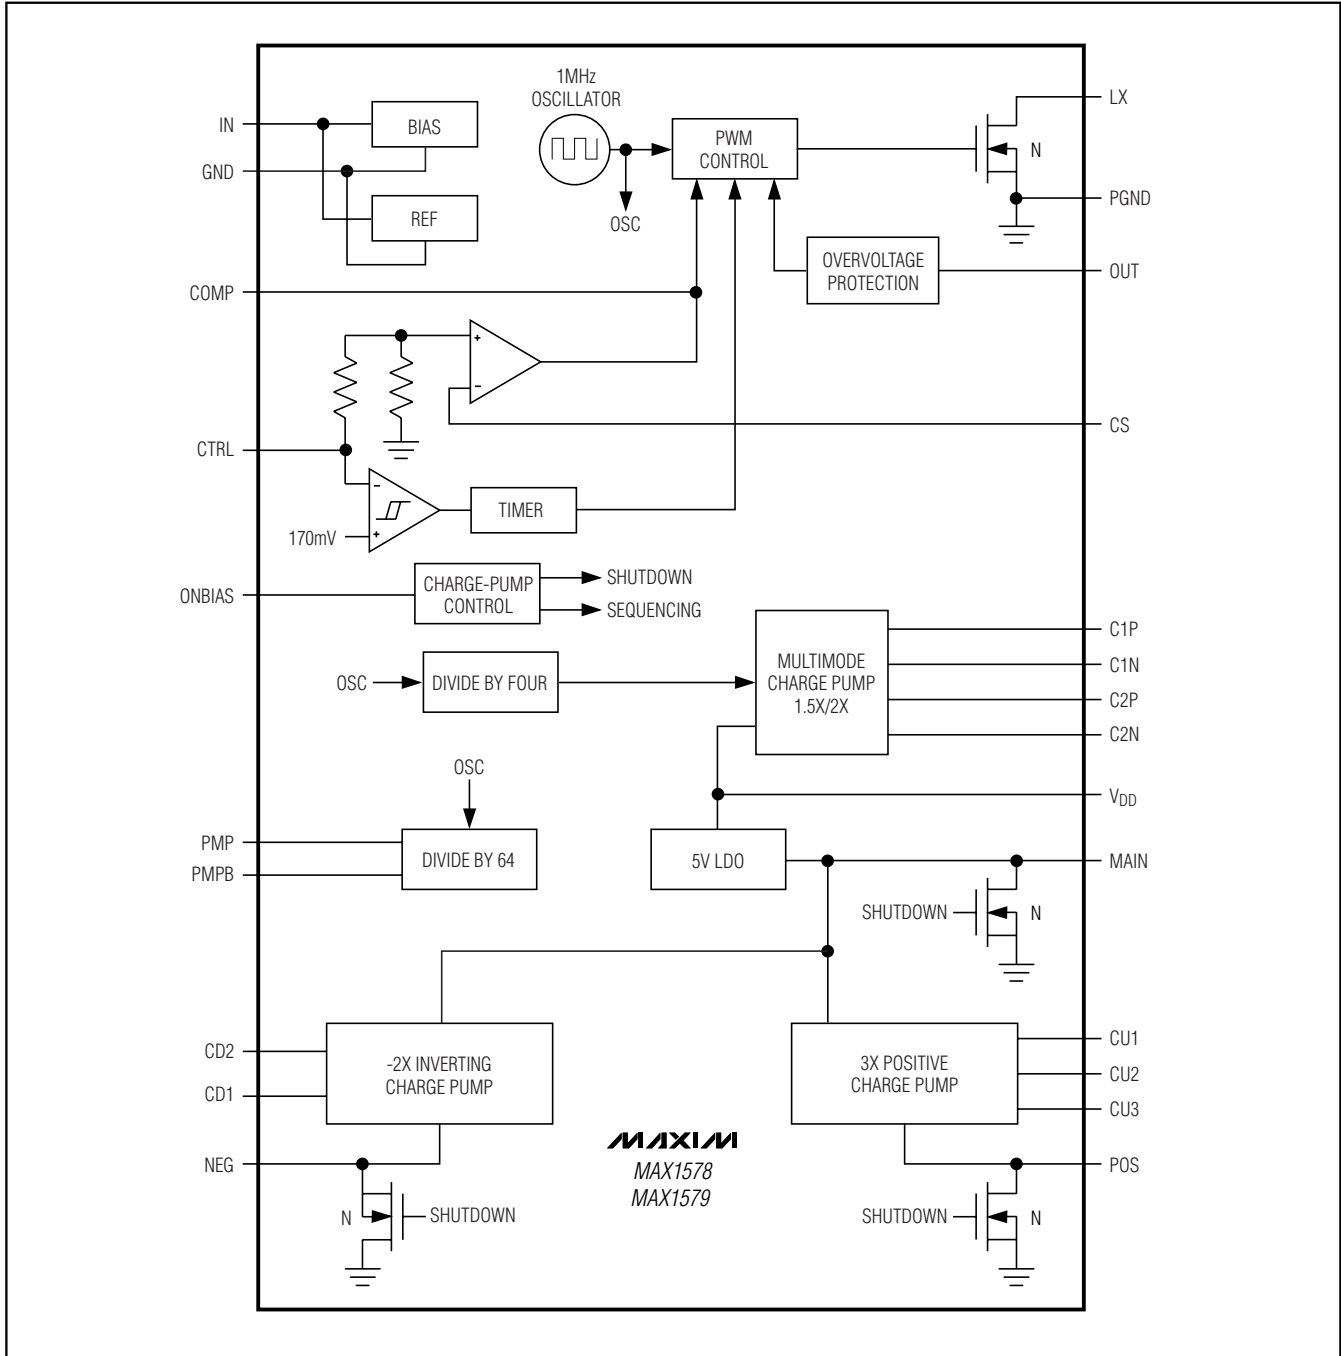 1MHz
OSCILLATOR
LX
IN
BIAS
PWM
CONTROL
N
GND
PGND
REF
OSC
OVERVOLTAGE
PROTECTION
OUT
COMP
+
-
CS
CTRL
-
TIMER
170mV
+
CHARGE-PUMP
CONTROL
SHUTDOWN
ONBIAS
SEQUENCING
C1P
MULTIMODE
CHARGE PUMP
1.5X/2X
C1N
OSC
DIVIDE BY FOUR
C2P
C2N
OSC
VDD
PMP
DIVIDE BY 64
5V LDO
MAIN
PMPB
SHUTDOWN
N
CU1
CD2
-2X INVERTING
CHARGE PUMP
3X POSITIVE
CHARGE PUMP
CU2
CD1
CU3
MAXIM
NEG
MAX1578
POS
MAX1579
N
SHUTDOWN
SHUTDOWN
N